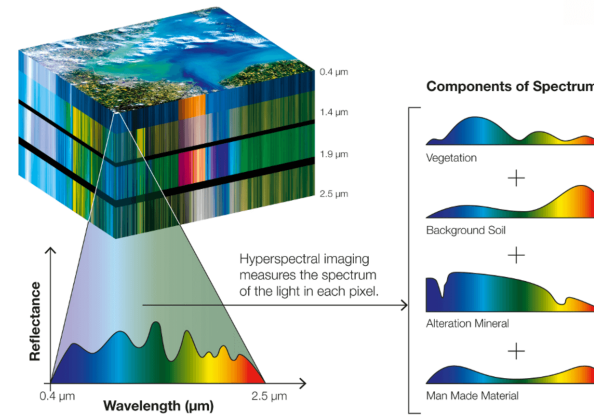 0.4 µm
1.4 µm
1.9 µm
2.5 µm
Components of Spectrum
Vegetation
+
Background Soil
+
Alteration Mineral
+
Man Made Material
Hyperspectral imaging
measures the spectrum
of the light in each pixel.
Reflectance
0.4 µm
2.5 µm
Wavelength (µm)